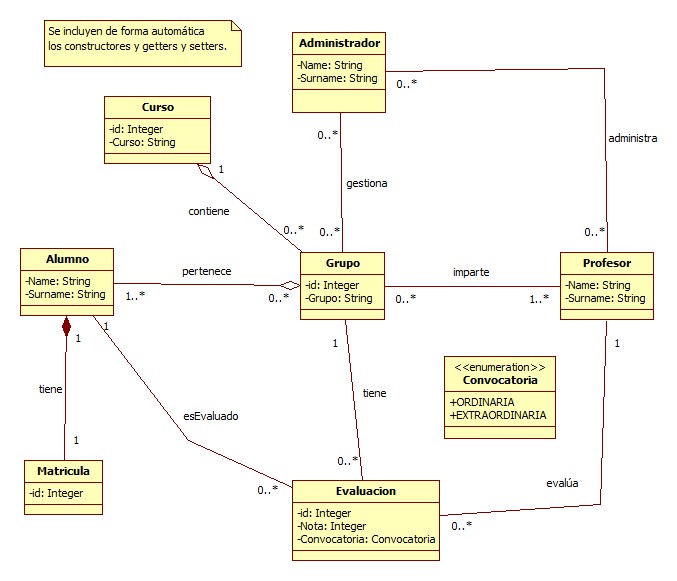 Se incluyen de forma automática
los constructores y getters y setters.
Administrador
-Name: String
-Surname: String
0..*
0..*
administra
Curso
-id: Integer
-Curso: String
1
gestiona
contiene
0..*
0..*
0..*
Alumno
-Name: String
-Surname: String
pertenece
1..*
0..*
Grupo
-id: Integer
-Grupo: String
imparte
0..*
1..*
Profesor
-Name: String
-Surname: String
1
1
1
1
<<enumeration>>
Convocatoria
+ORDINARIA
+EXTRAORDINARIA
tiene
tiene
esEvaluado
1
0..*
Matricula
-id: Integer
0..*
Evaluacion
-id: Integer
-Nota: Integer
-Convocatoria: Convocatoria
evalúa
0..*